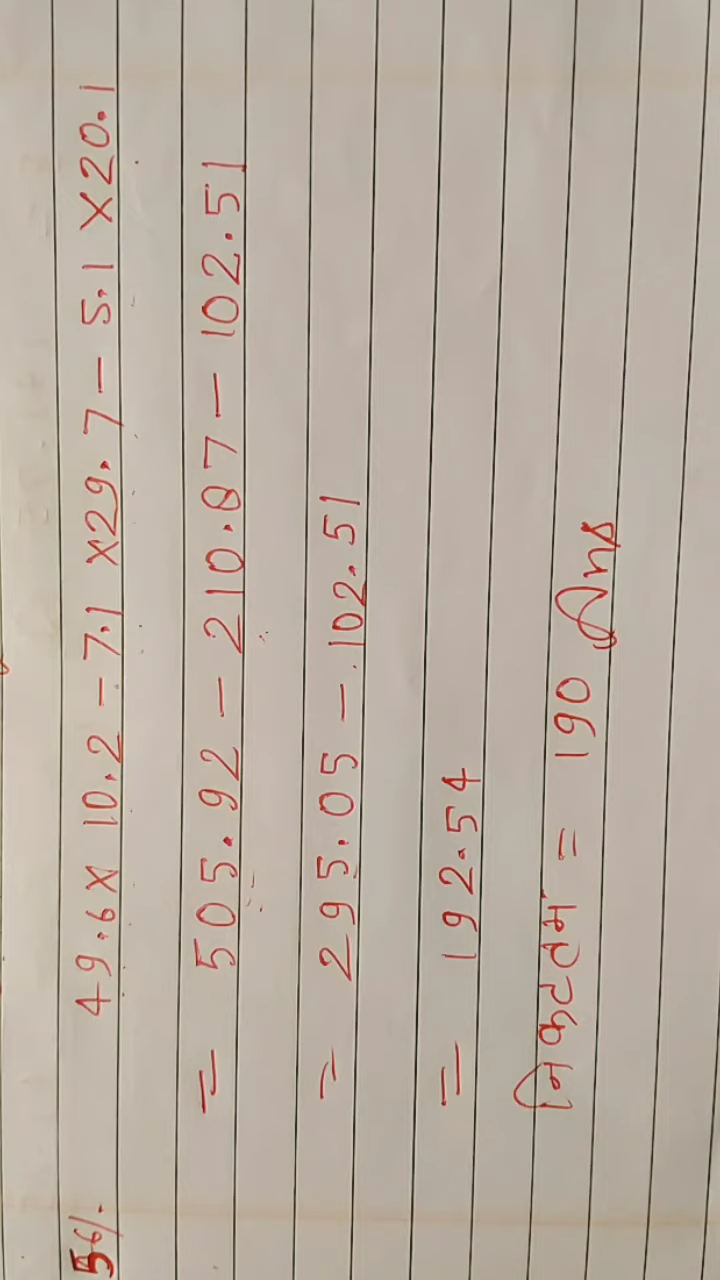 56/. 49.6 X 10.2 - 7.1 X 29.7 - 5.1 X 20.1
= 505.92 - 210.87 - 102.51
= 295.05 - 102.51
= 192.54
निकटतम = 190 Ans